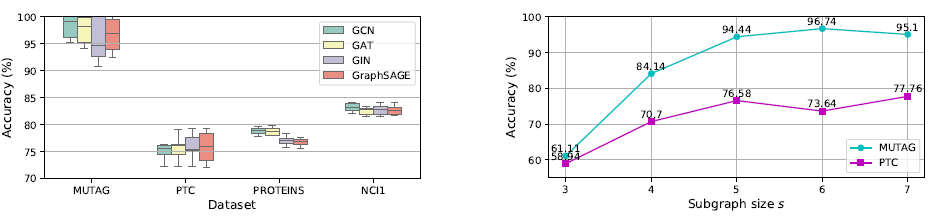 100
95
90
85
80
75
70
Accuracy (%)
MUTAG PTC PROTEINS NCI1
Dataset
GCN
GAT
GIN
GraphSAGE
100
90
80
70
60
Accuracy (%)
61.11
84.14
94.44
96.74
95.1
58.94
70.7
76.58
73.64
77.76
MUTAG
PTC
3 4 5 6 7
Subgraph size s